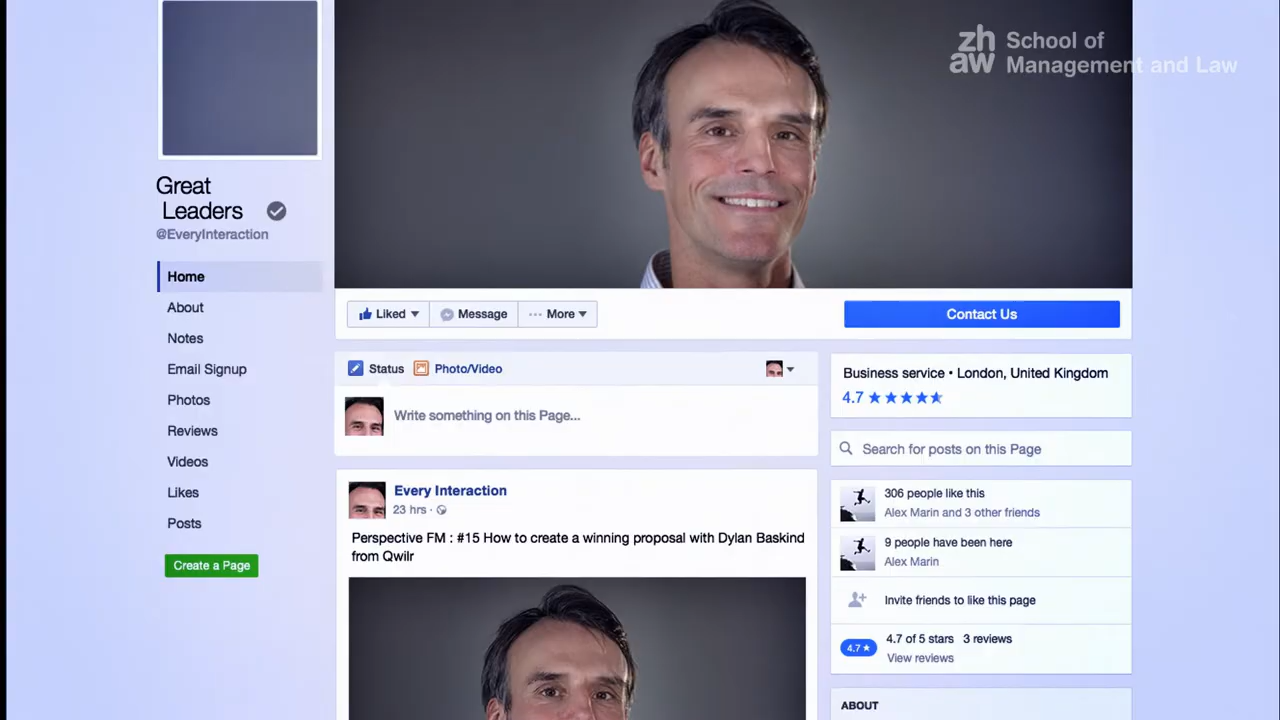 zh
aw
School of
Management and Law
Great
Leaders
@EveryInteraction
Home
About
Notes
Email Signup
Photos
Reviews
Videos
Likes
Posts
Create a Page
Liked
Message
More
Contact Us
Status
Photo/Video
Write something on this Page...
Every Interaction
23 hrs ·
Perspective FM : #15 How to create a winning proposal with Dylan Baskind
from Qwilr
Business service • London, United Kingdom
4.7
Search for posts on this Page
306 people like this
Alex Marin and 3 other friends
9 people have been here
Alex Marin
Invite friends to like this page
4.7 ★
4.7 of 5 stars 3 reviews
View reviews
ABOUT